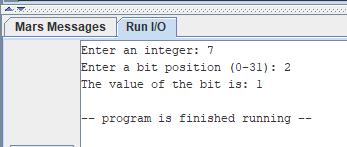 Mars Messages Run I/O
Enter an integer: 7
Enter a bit position (0-31): 2
The value of the bit is: 1
-- program is finished running --